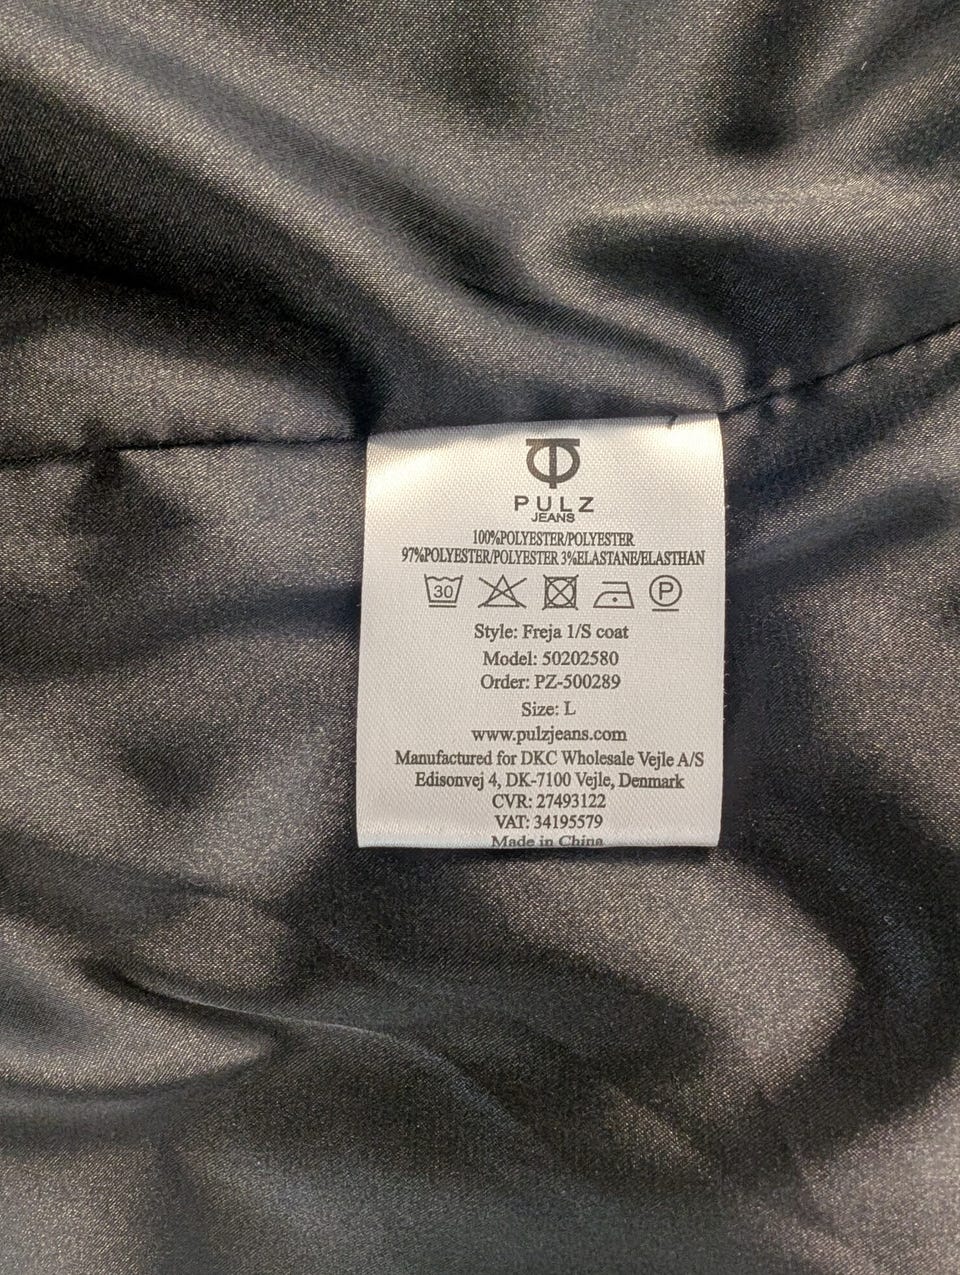 PULZ
JEANS
100%POLYESTER/POLYESTER
97%POLYESTER/POLYESTER 3%ELASTANE/ELASTHAN
30 P
Style: Freja 1/S coat
Model: 50202580
Order: PZ-500289
Size: L
www.pulzjeans.com
Manufactured for DKC Wholesale Vejle A/S
Edisonvej 4, DK-7100 Vejle, Denmark
CVR: 27493122
VAT: 34195579
Made in China